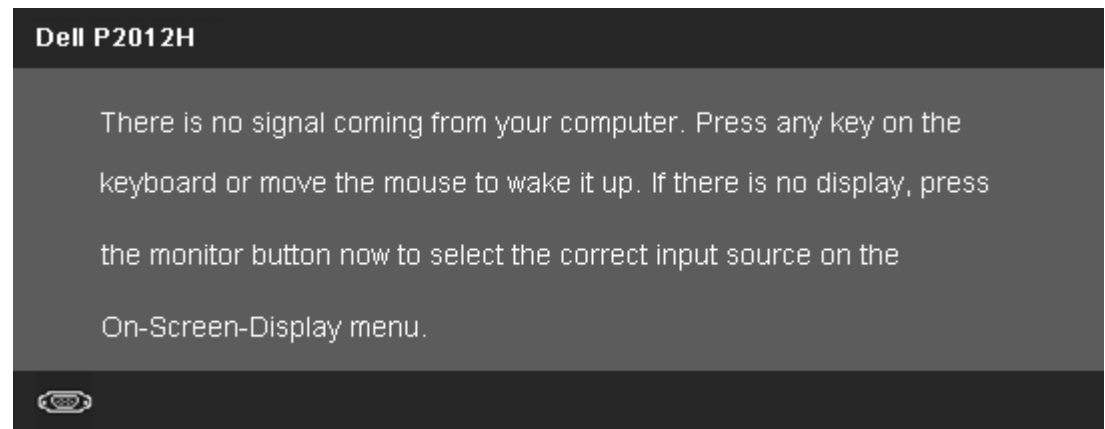 Dell P2012H
There is no signal coming from your computer. Press any key on the
keyboard or move the mouse to wake it up. If there is no display, press
the monitor button now to select the correct input source on the
On-Screen-Display menu.